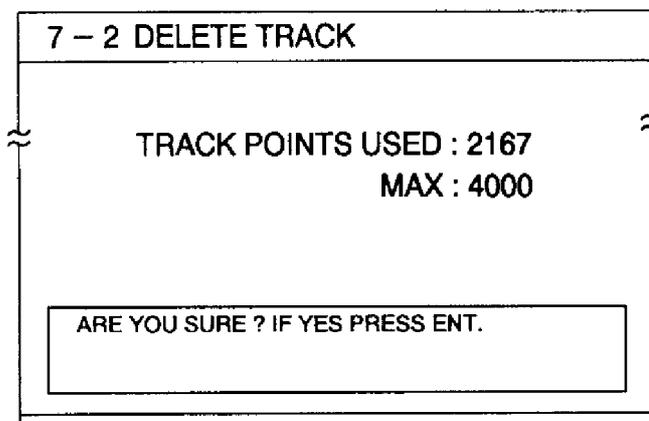 7 – 2 DELETE TRACK
TRACK POINTS USED : 2167
MAX : 4000
ARE YOU SURE ? IF YES PRESS ENT.